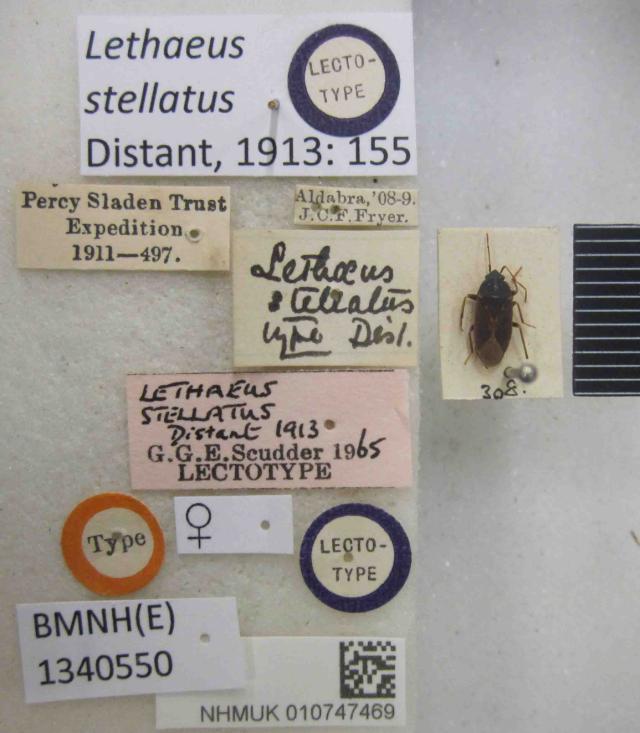 Lethaeus
stellatus
Distant, 1913: 155
LECTO-
TYPE
Percy Sladen Trust
Expedition
1911—497.
Aldabra,'08-9.
J.C.F.Fryer.
Lethæus
stellatus
type Dist.
308.
LETHAEUS
STELLATUS
Distant 1913
G.G.E.Scudder 1965
LECTOTYPE
Type
♀
LECTO-
TYPE
BMNH(E)
1340550
NHMUK 010747469